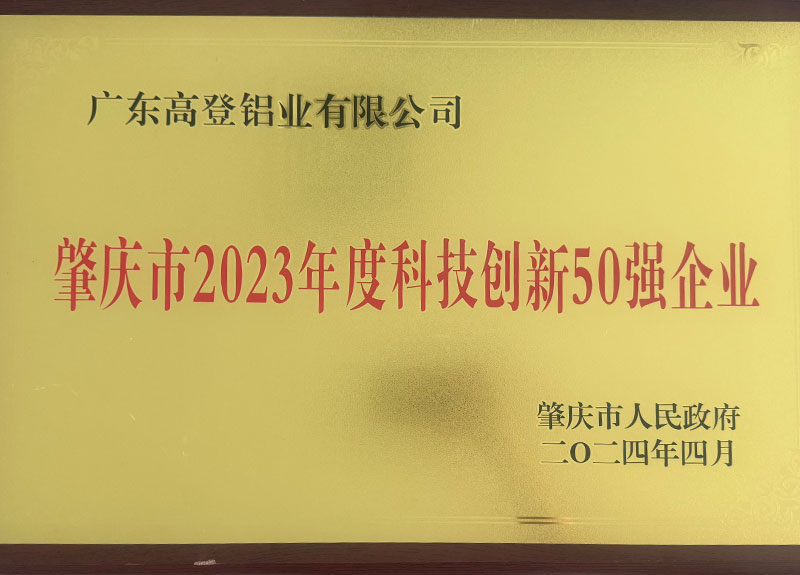 广东高登铝业有限公司
肇庆市2023年度科技创新50强企业
肇庆市人民政府
二O二四年四月